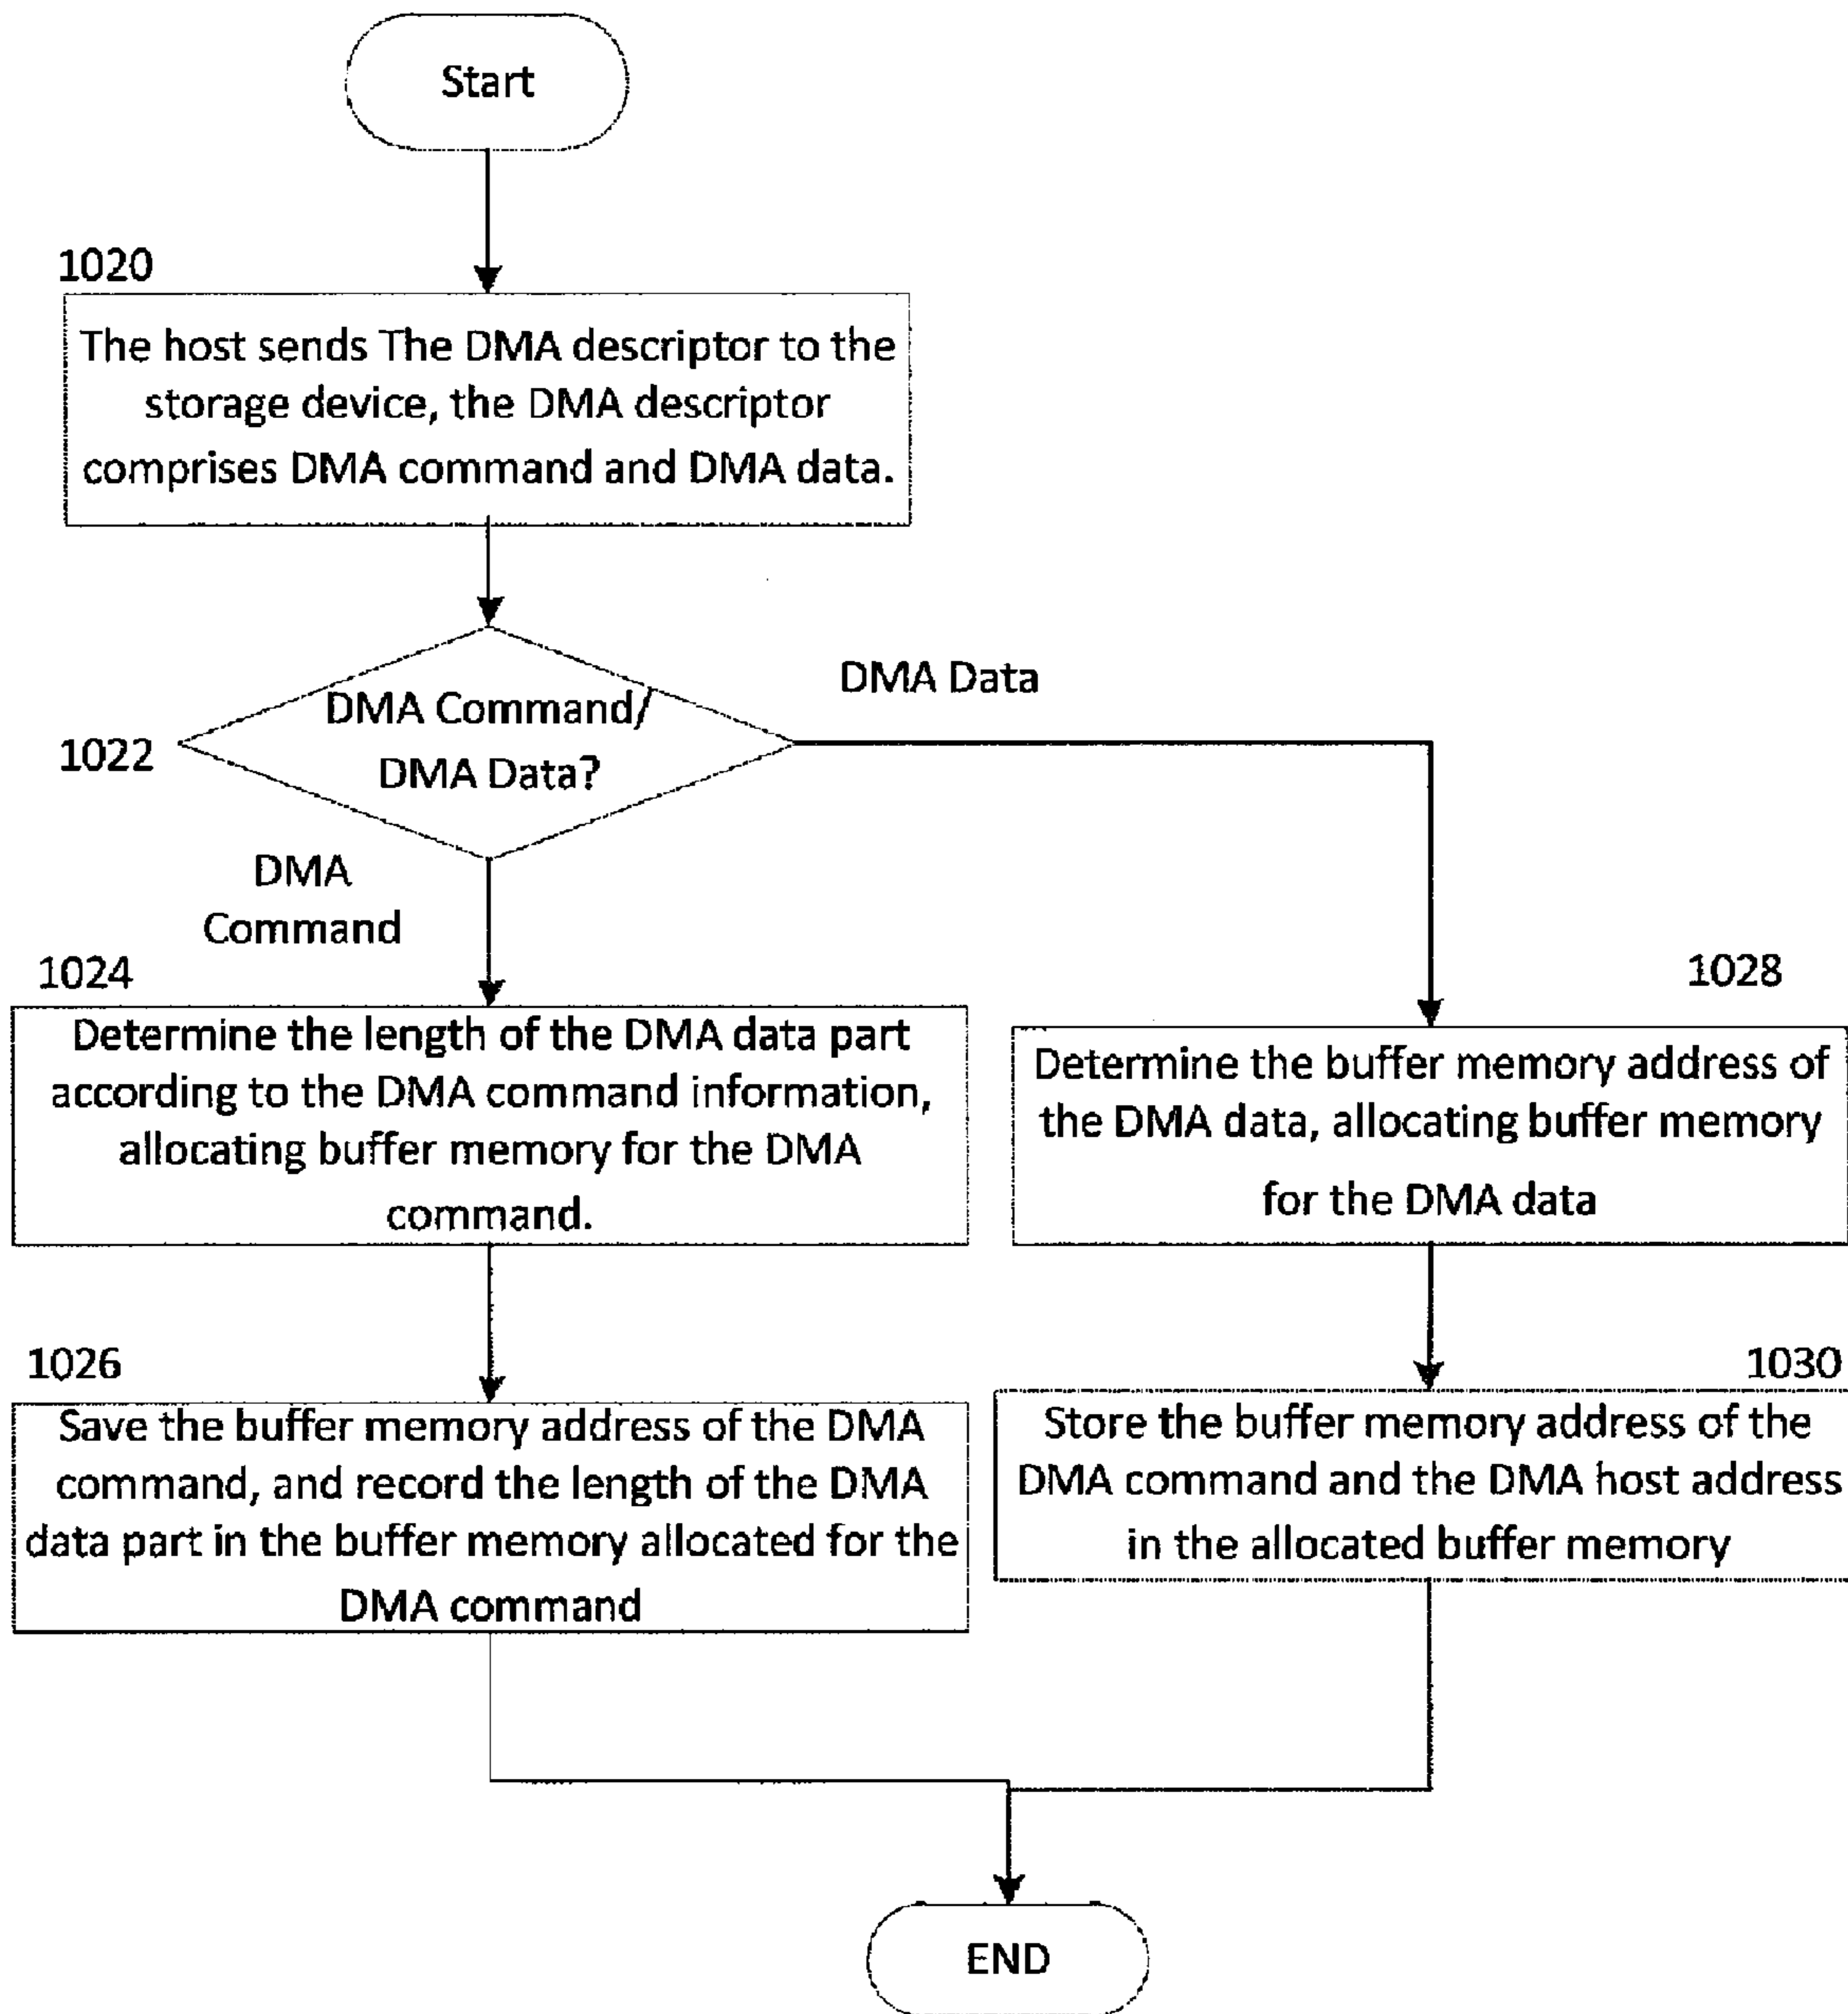 Start
1020
The host sends The DMA descriptor to the
storage device, the DMA descriptor
comprises DMA command and DMA data.
1022
DMA Command/
DMA Data?
DMA Data
DMA
Command
1024
Determine the length of the DMA data part
according to the DMA command information,
allocating buffer memory for the DMA
command.
1028
Determine the buffer memory address of
the DMA data, allocating buffer memory
for the DMA data
1026
Save the buffer memory address of the DMA
command, and record the length of the DMA
data part in the buffer memory allocated for the
DMA command
1030
Store the buffer memory address of the
DMA command and the DMA host address
in the allocated buffer memory
END